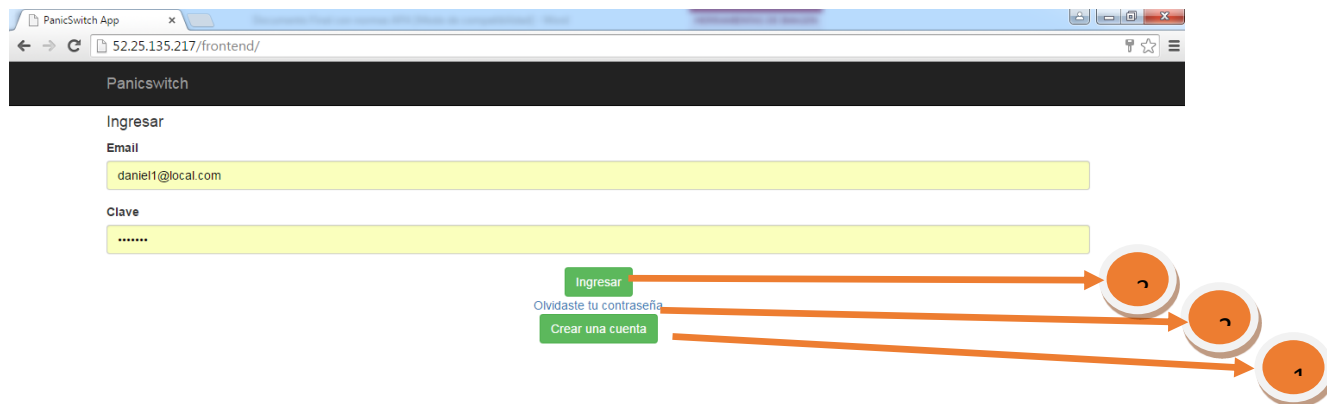 PanicSwitch App
52.25.135.217/frontend/
Panicswitch
Ingresar
Email
daniel1@local.com
Clave
•••••••
Ingresar
Olvidaste tu contraseña
Crear una cuenta